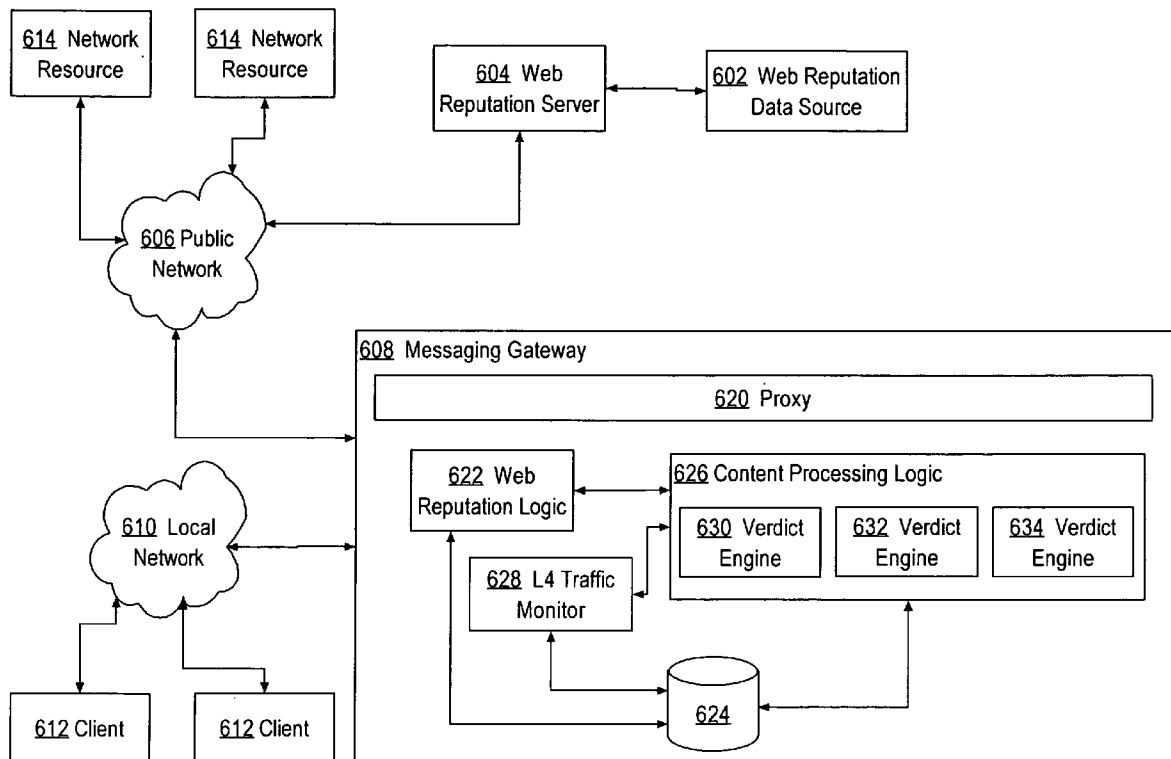 614 Network
Resource
614 Network
Resource
604 Web
Reputation Server
602 Web Reputation
Data Source
606 Public
Network
608 Messaging Gateway
620 Proxy
622 Web
Reputation Logic
626 Content Processing Logic
630 Verdict
Engine
632 Verdict
Engine
634 Verdict
Engine
610 Local
Network
628 L4 Traffic
Monitor
624
612 Client
612 Client